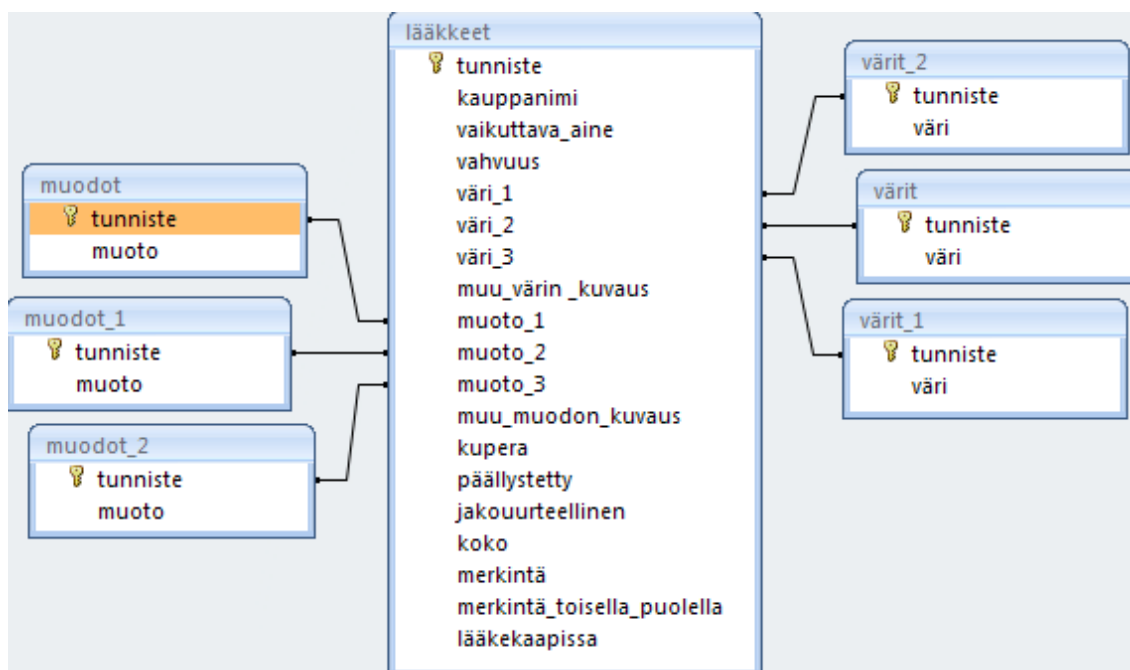 lääkkeet
tunniste
kauppanimi
vaikuttava_aine
vahvuus
väri_1
väri_2
väri_3
muu_värin _kuvaus
muoto_1
muoto_2
muoto_3
muu_muodon_kuvaus
kupera
päällystetty
jakouurteellinen
koko
merkintä
merkintä_toisella_puolella
lääkekaapissa
muodot
tunniste
muoto
muodot_1
tunniste
muoto
muodot_2
tunniste
muoto
värit_2
tunniste
väri
värit
tunniste
väri
värit_1
tunniste
väri